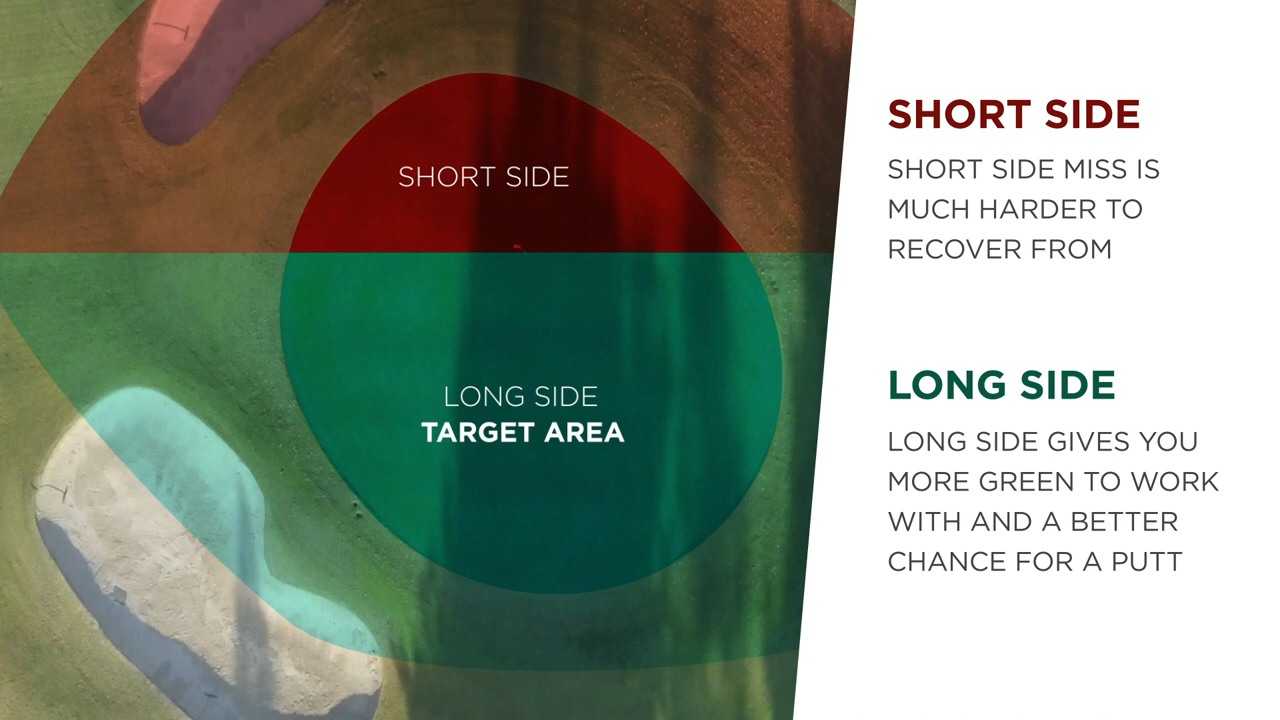 SHORT SIDE
LONG SIDE
TARGET AREA
SHORT SIDE
SHORT SIDE MISS IS
MUCH HARDER TO
RECOVER FROM
LONG SIDE
LONG SIDE GIVES YOU
MORE GREEN TO WORK
WITH AND A BETTER
CHANCE FOR A PUTT